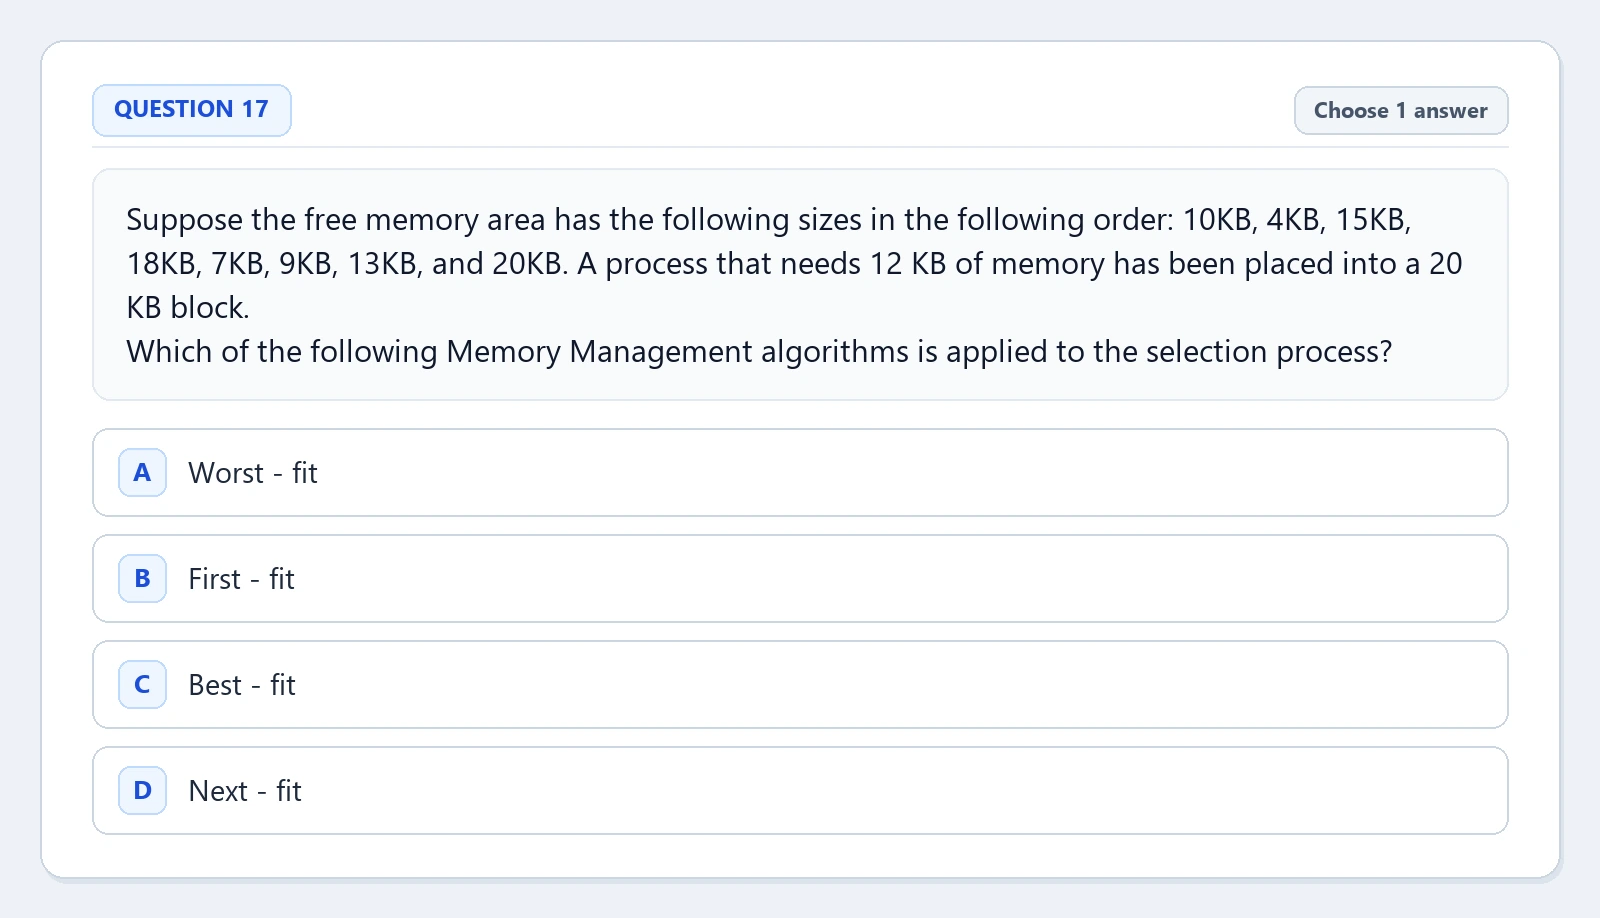 QUESTION 17
Choose 1 answer
Suppose the free memory area has the following sizes in the following order: 10KB, 4KB, 15KB,
18KB, 7KB, 9KB, 13KB, and 20KB. A process that needs 12 KB of memory has been placed into a 20
KB block.
Which of the following Memory Management algorithms is applied to the selection process?
A Worst - fit
B First - fit
C Best - fit
D Next - fit